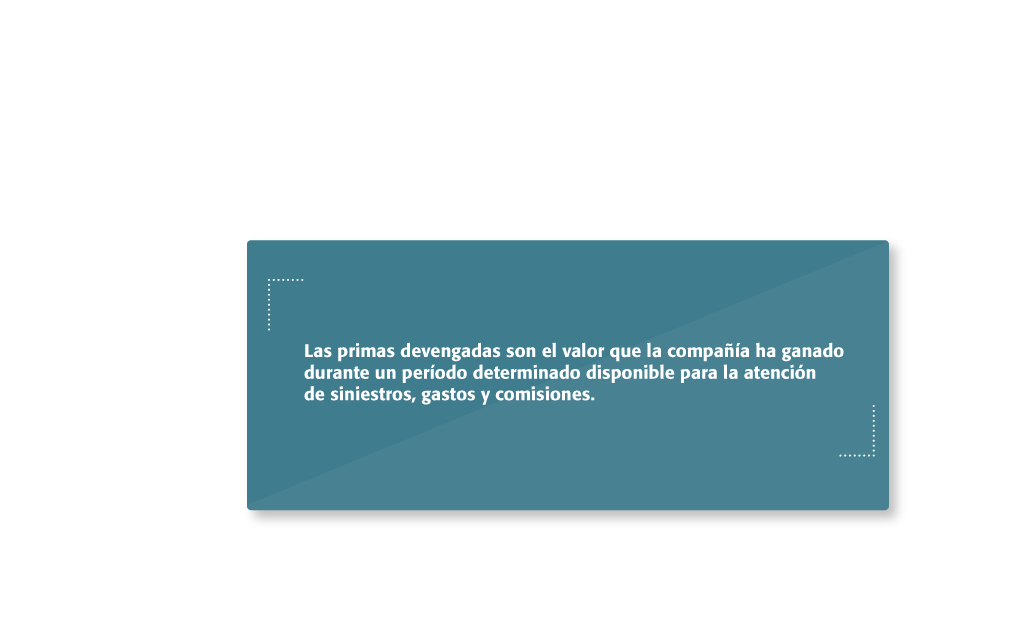 Las primas devengadas son el valor que la compañía ha ganado
durante un período determinado disponible para la atención
de siniestros, gastos y comisiones.